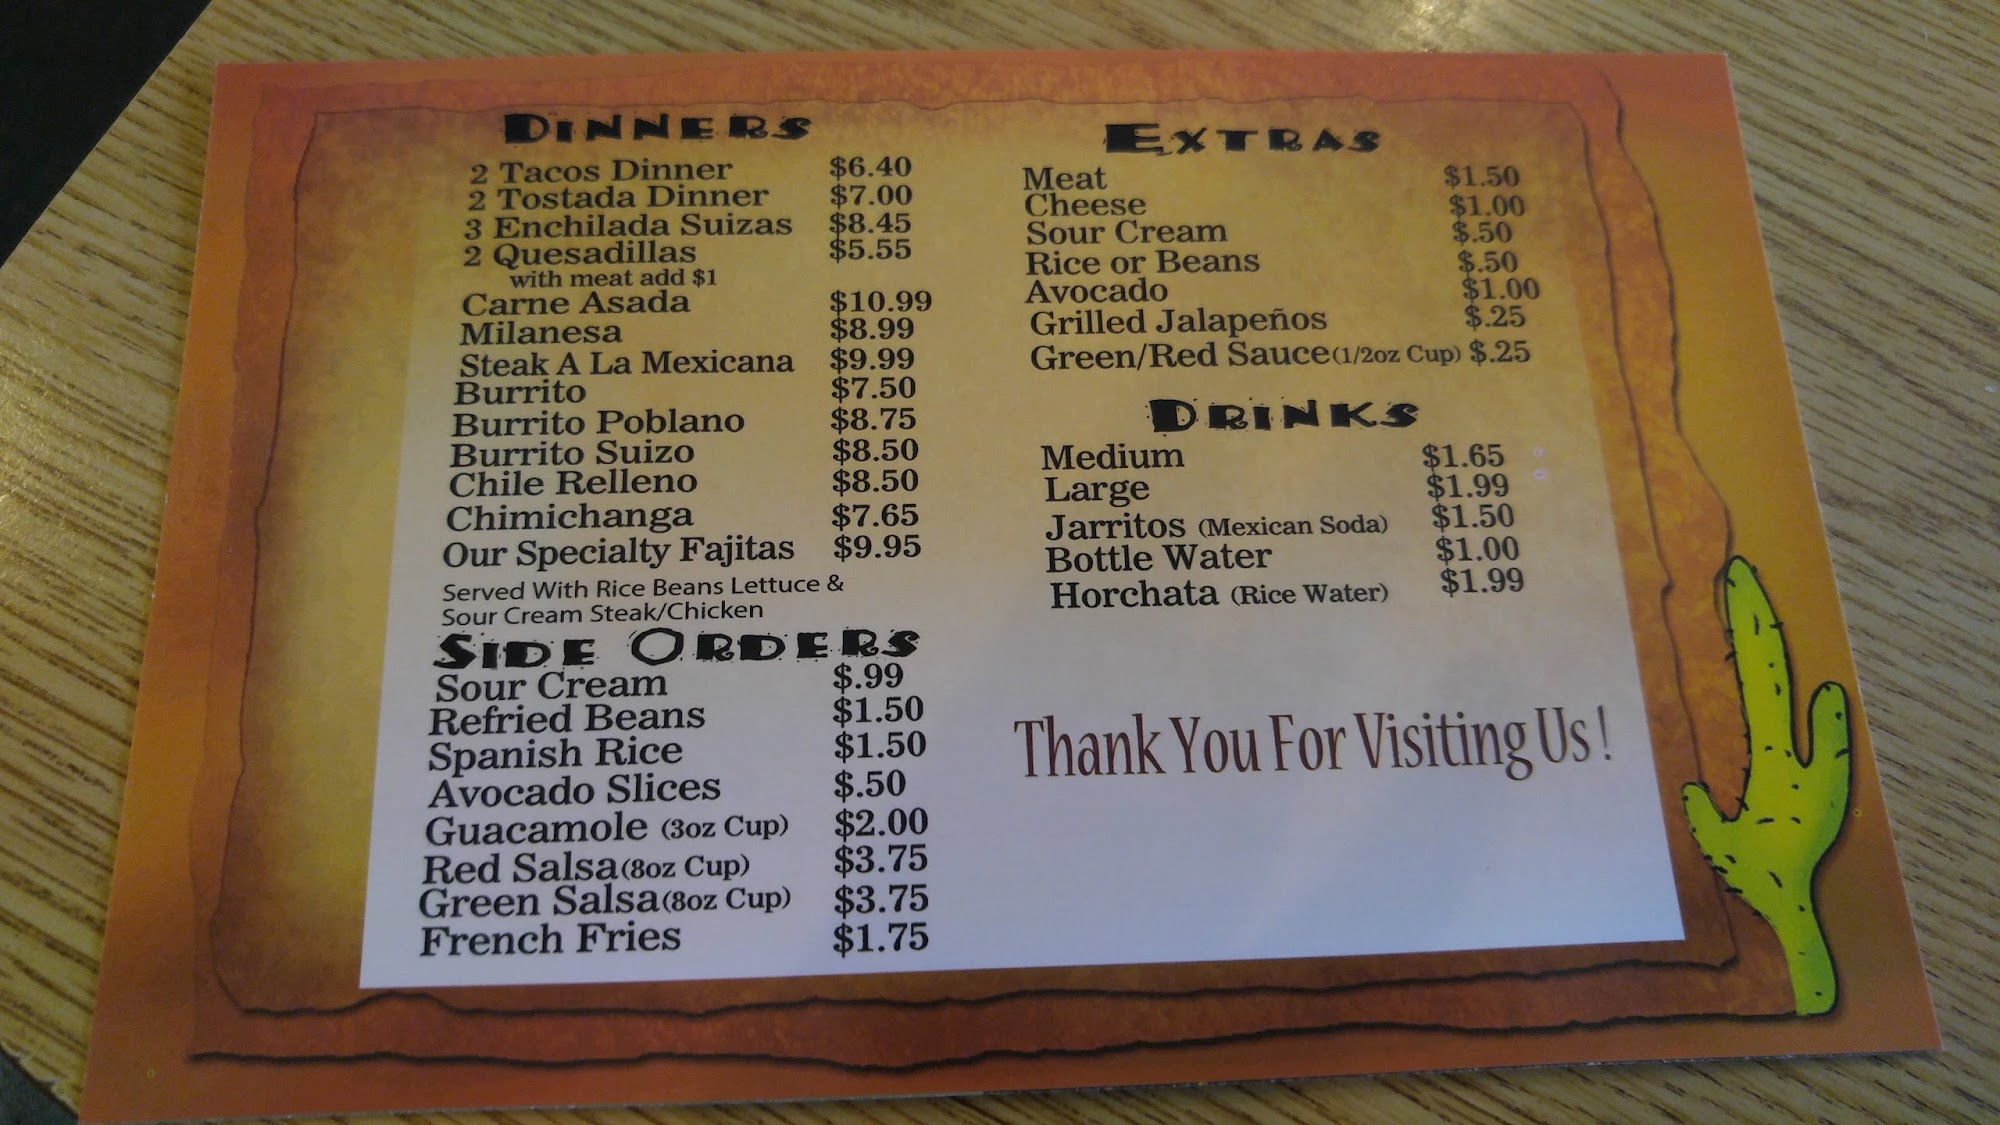 DINNERS
2 Tacos Dinner $6.40
2 Tostada Dinner $7.00
3 Enchilada Suizas $8.45
2 Quesadillas $5.55
with meat add $1
Carne Asada $10.99
Milanesa $8.99
Steak A La Mexicana $9.99
Burrito $7.50
Burrito Poblano $8.75
Burrito Suizo $8.50
Chile Relleno $8.50
Chimichanga $7.65
Our Specialty Fajitas $9.95
Served With Rice Beans Lettuce &
Sour Cream Steak/Chicken
SIDE ORDERS
Sour Cream $.99
Refried Beans $1.50
Spanish Rice $1.50
Avocado Slices $.50
Guacamole (3oz Cup) $2.00
Red Salsa(8oz Cup) $3.75
Green Salsa(8oz Cup) $3.75
French Fries $1.75
EXTRAS
Meat $1.50
Cheese $1.00
Sour Cream $.50
Rice or Beans $.50
Avocado $1.00
Grilled Jalapeños $.25
Green/Red Sauce(1/2oz Cup) $.25
DRINKS
Medium $1.65
Large $1.99
Jarritos (Mexican Soda) $1.50
Bottle Water $1.00
Horchata (Rice Water) $1.99
Thank You For Visiting Us!